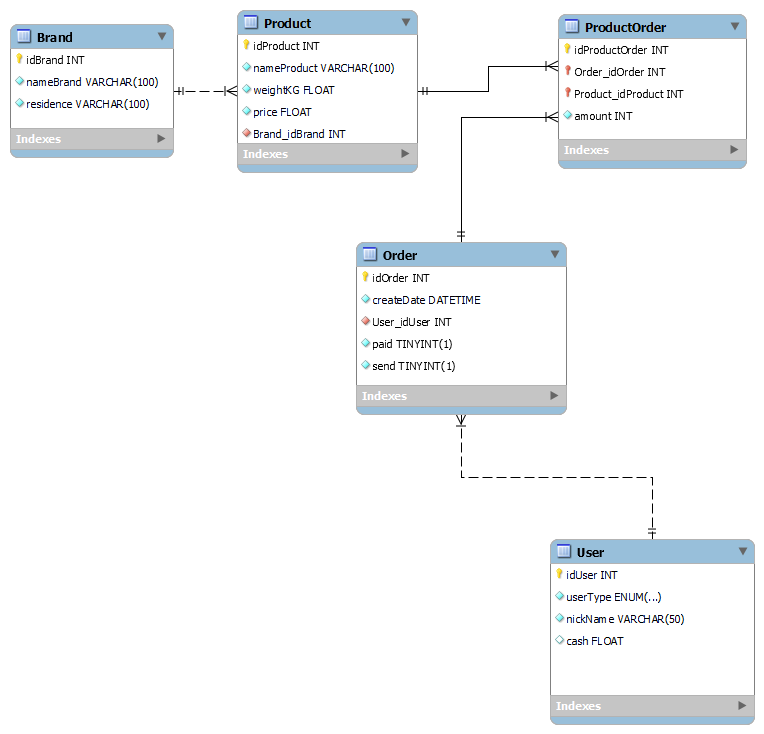 Brand
idBrand INT
nameBrand VARCHAR(100)
residence VARCHAR(100)
Indexes
Product
idProduct INT
nameProduct VARCHAR(100)
weightKG FLOAT
price FLOAT
Brand_idBrand INT
Indexes
ProductOrder
idProductOrder INT
Order_idOrder INT
Product_idProduct INT
amount INT
Indexes
Order
idOrder INT
createDate DATETIME
User_idUser INT
paid TINYINT(1)
send TINYINT(1)
Indexes
User
idUser INT
userType ENUM(...)
nickName VARCHAR(50)
cash FLOAT
Indexes